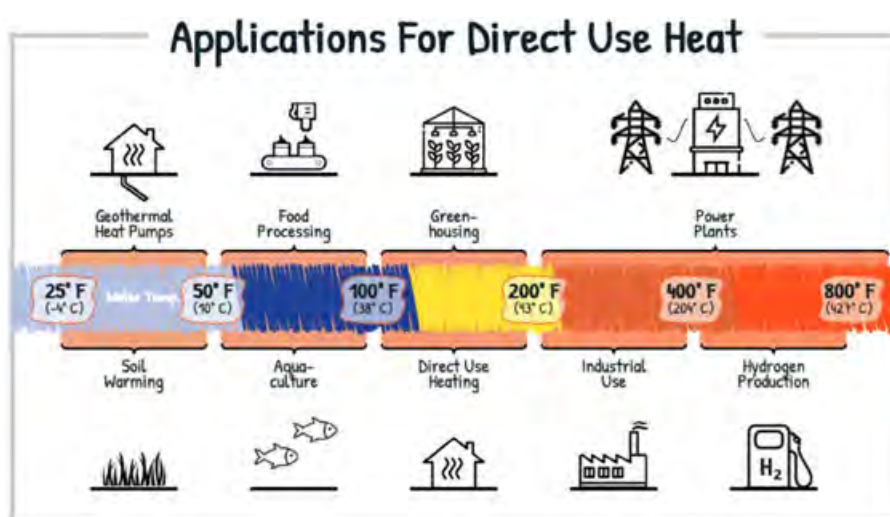 Applications For Direct Use Heat
Geothermal
Heat Pumps
Food
Processing
Green-
housing
Power
Plants
25° F
(-4° C)
Water Temp.
50° F
(10° C)
100° F
(38° C)
200° F
(93° C)
400° F
(204° C)
800° F
(427° C)
Soil
Warming
Aqua-
culture
Direct Use
Heating
Industrial
Use
Hydrogen
Production
H₂